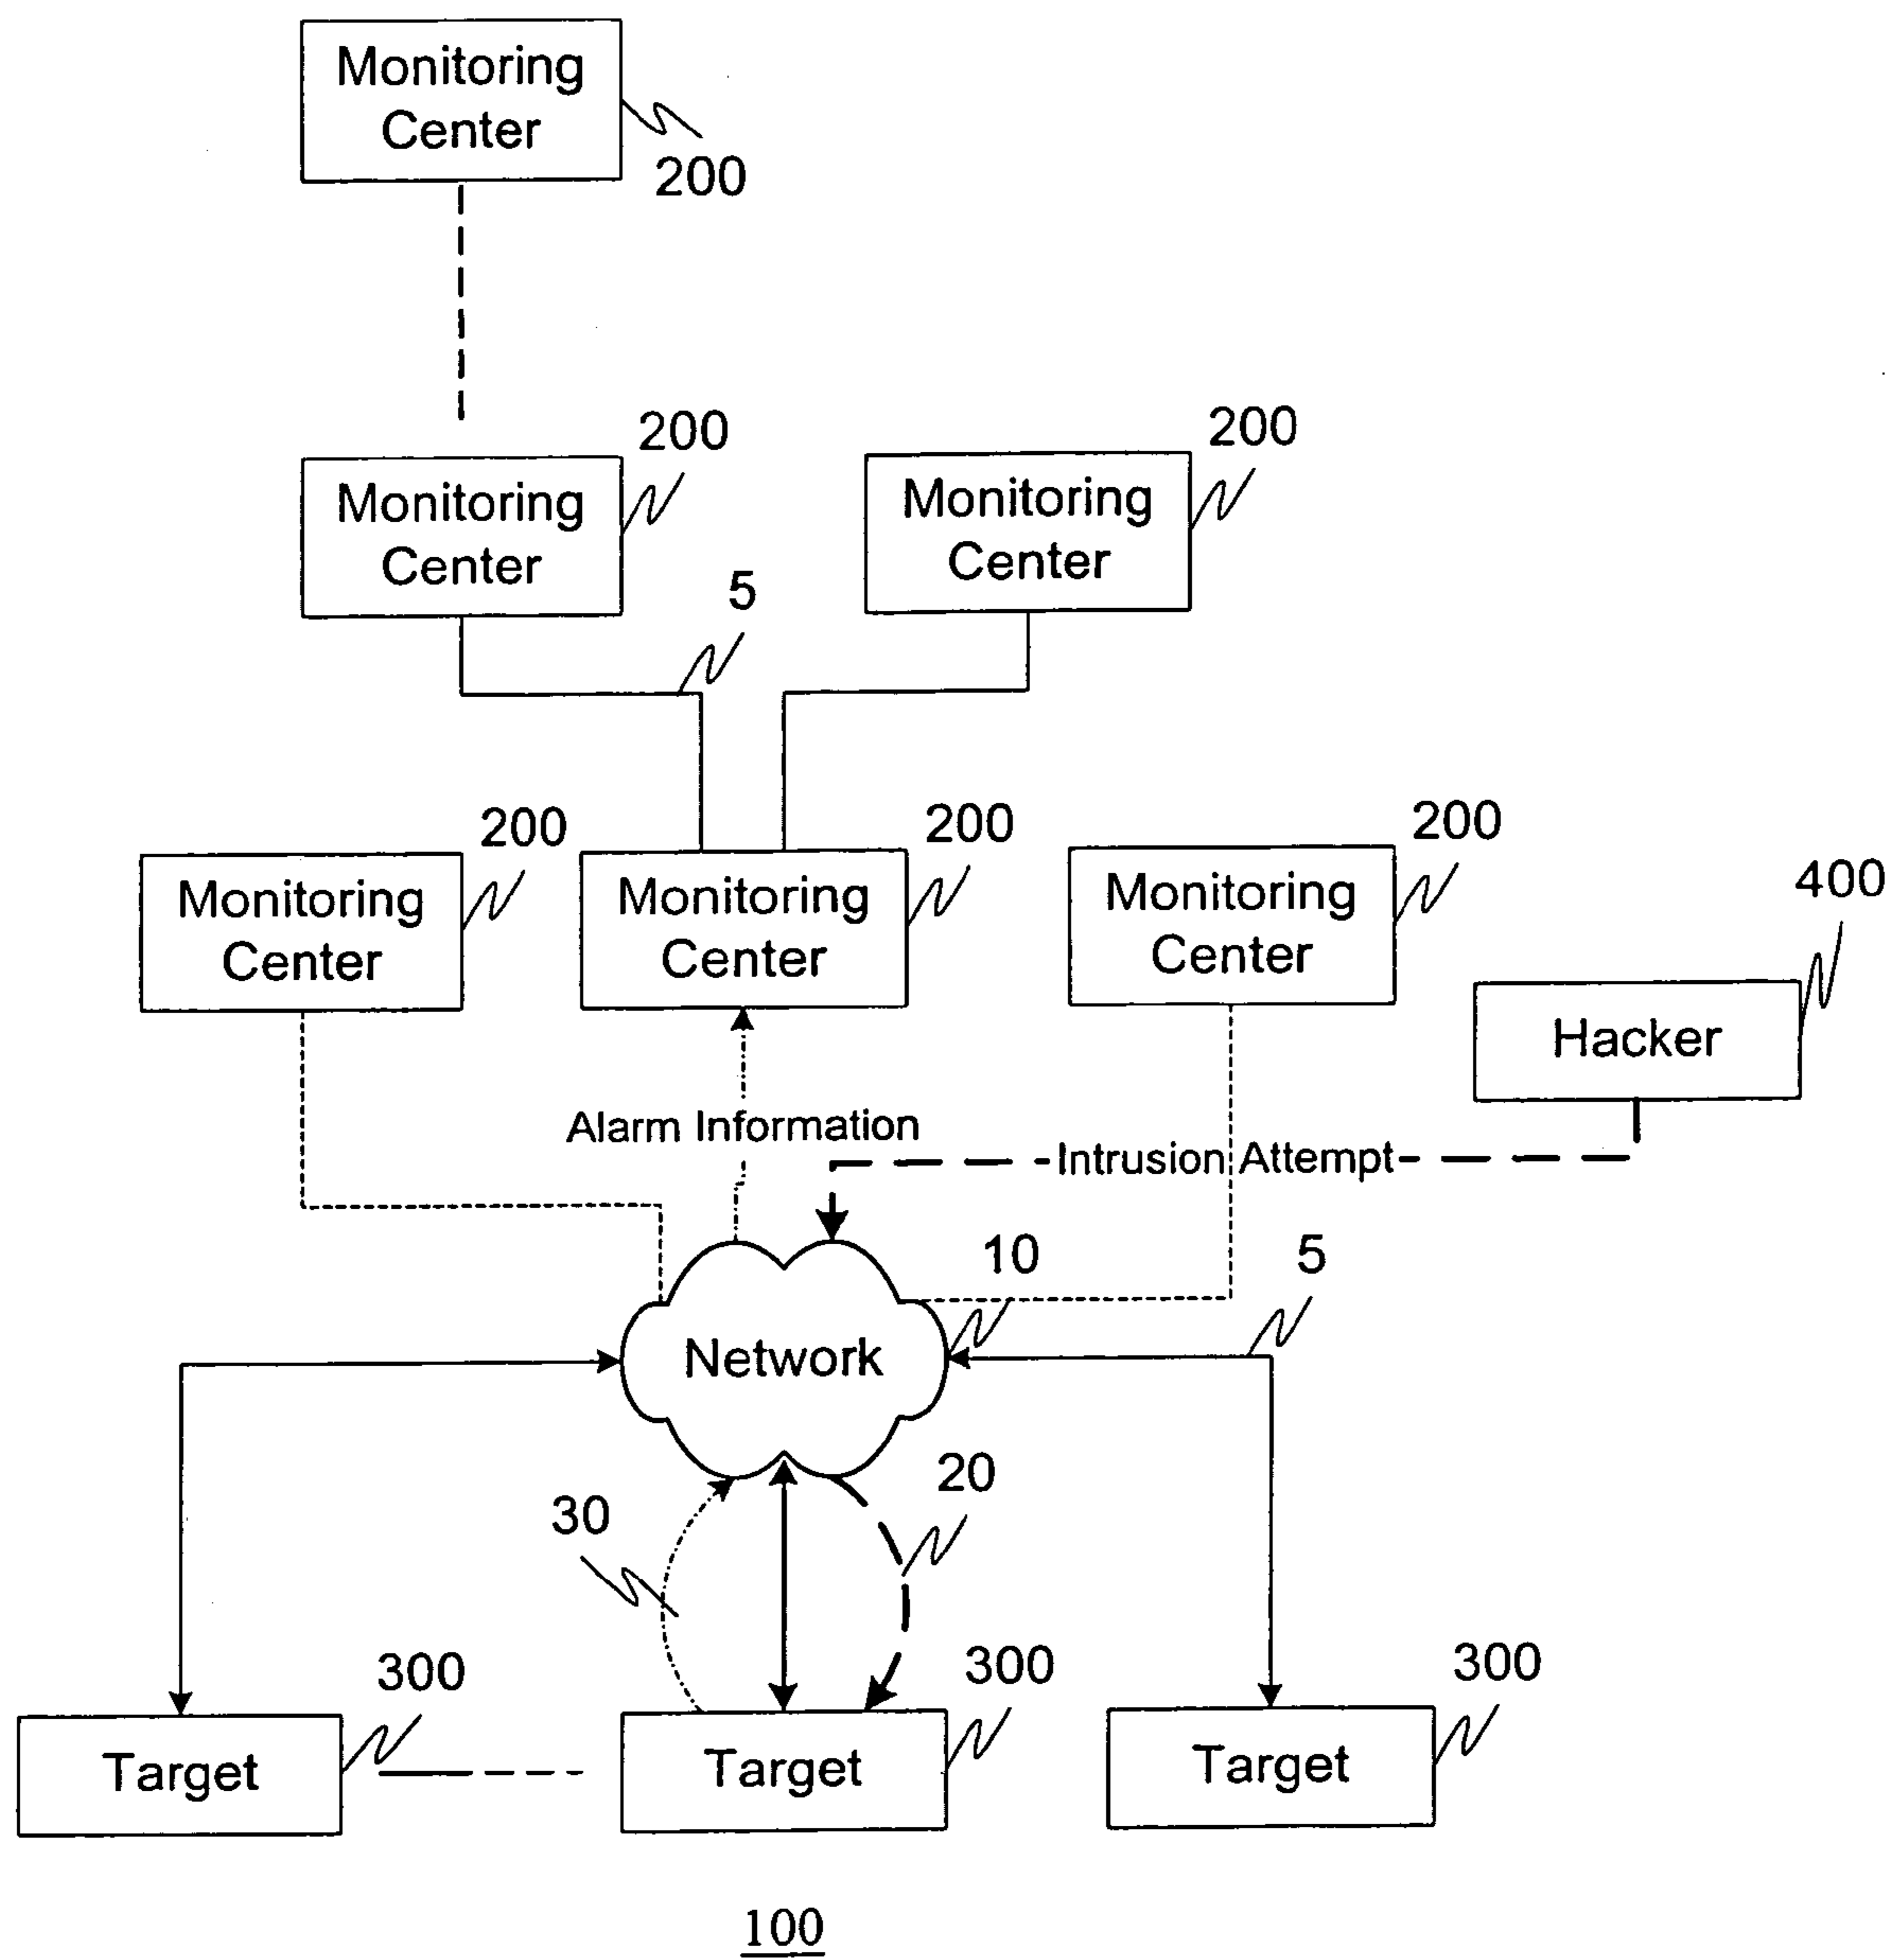 Monitoring
Center
200
200
200
Monitoring
Center
Monitoring
Center
5
200
200
200
400
Monitoring
Center
Monitoring
Center
Monitoring
Center
Hacker
Alarm Information
Intrusion Attempt
10
5
Network
20
30
300
300
300
Target
Target
Target
100